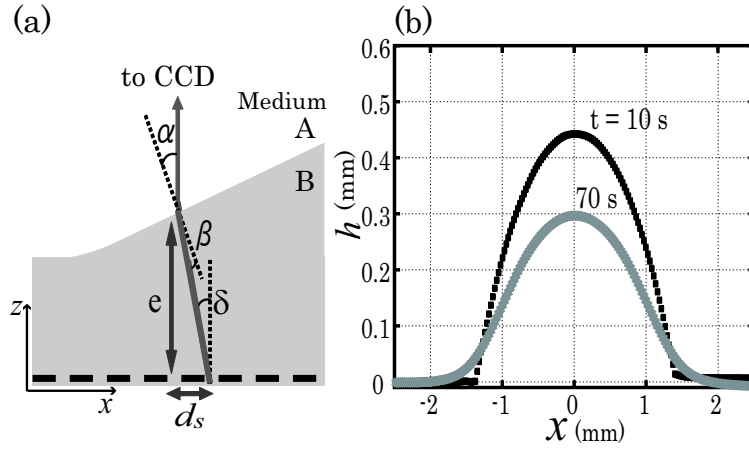 (a)
to CCD
Medium
A
B
α
β
e
δ
z
x
ds
(b)
0.6
0.5
0.4
0.3
0.2
0.1
0
h (mm)
t = 10 s
70 s
-2 -1 0 1 2
x (mm)